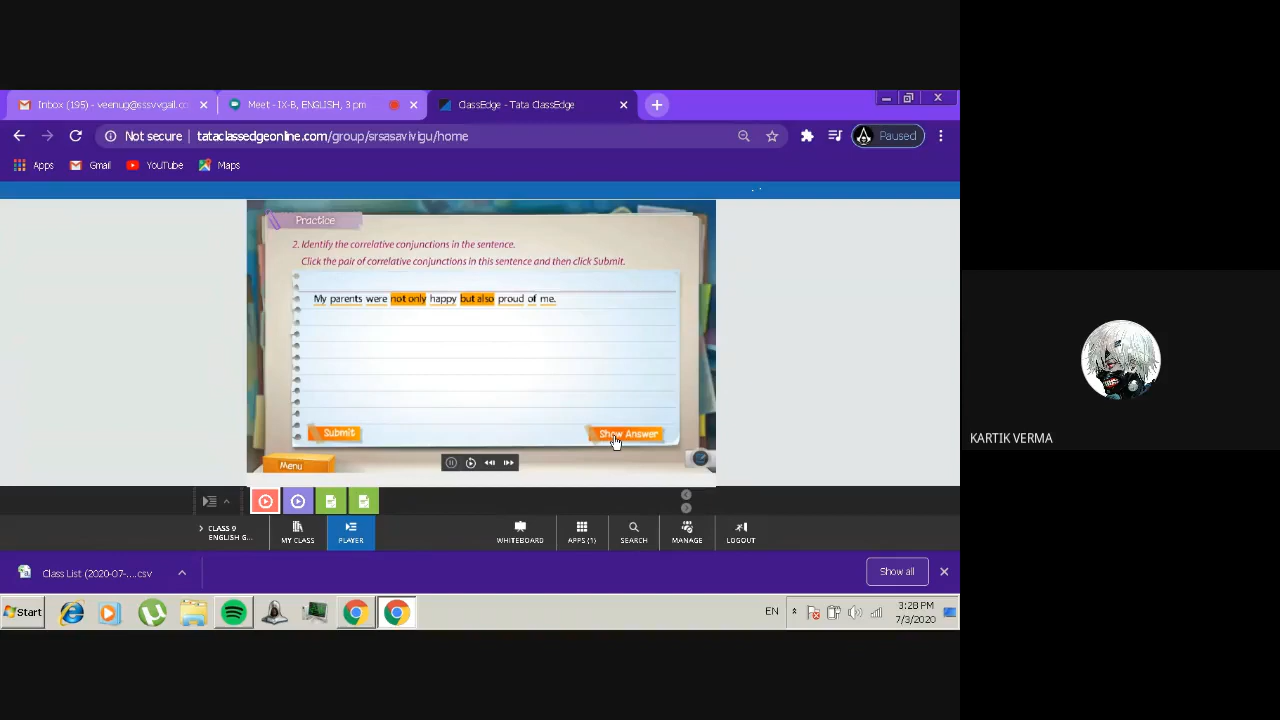 Inbox (195) - veenug@sssvvgail.co
Meet - IX-B, ENGLISH, 3 pm
ClassEdge - Tata ClassEdge
Not secure | tataclassedgeonline.com/group/srsasavivigu/home
Paused
Apps
Gmail
YouTube
Maps
Practice
2. Identify the correlative conjunctions in the sentence.
Click the pair of correlative conjunctions in this sentence and then click Submit.
My parents were not only happy but also proud of me.
Submit
Show Answer
KARTIK VERMA
Menu
CLASS 9
ENGLISH G...
MY CLASS
PLAYER
WHITEBOARD
APPS (1)
SEARCH
MANAGE
LOGOUT
Class List (2020-07-....csv
Show all
Start
EN
3:28 PM
7/3/2020